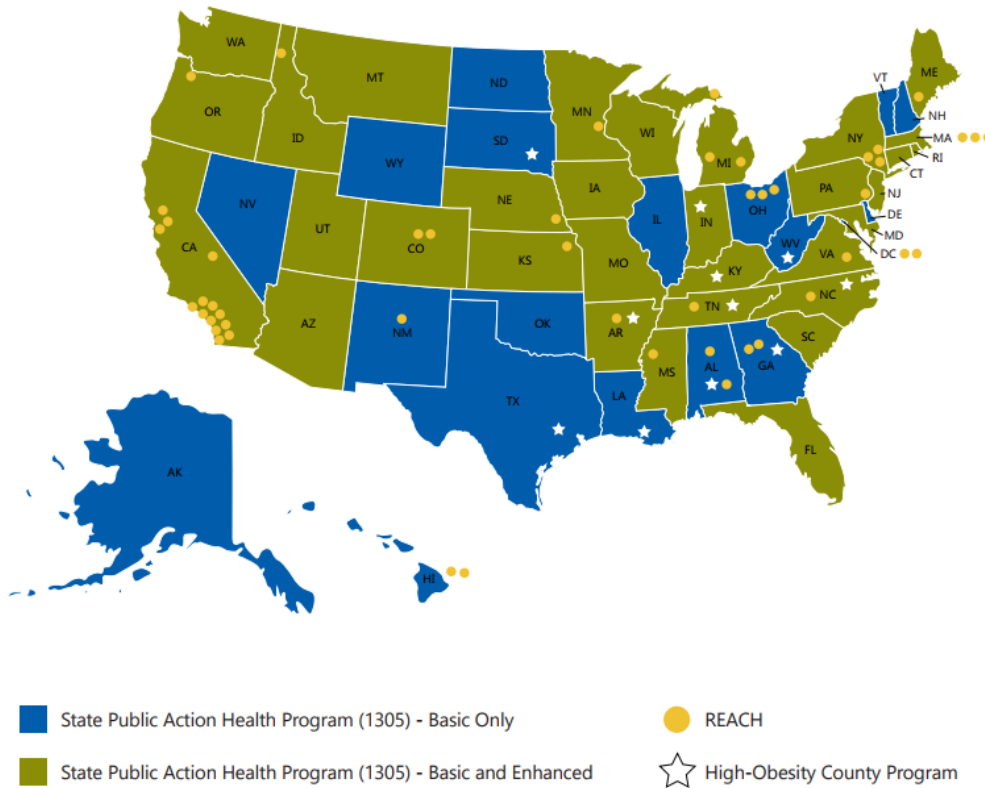 WA
MT
ND
MN
ME
VT
OR
ID
SD
WI
NY
NH
MA
MI
RI
WY
CT
IA
PA
NJ
NV
NE
IL
IN
OH
DE
UT
CO
MD
CA
KS
MO
WV
VA
DC
KY
AZ
NM
OK
AR
TN
NC
SC
MS
AL
GA
TX
LA
FL
AK
HI
State Public Action Health Program (1305) - Basic Only
REACH
State Public Action Health Program (1305) - Basic and Enhanced
High-Obesity County Program